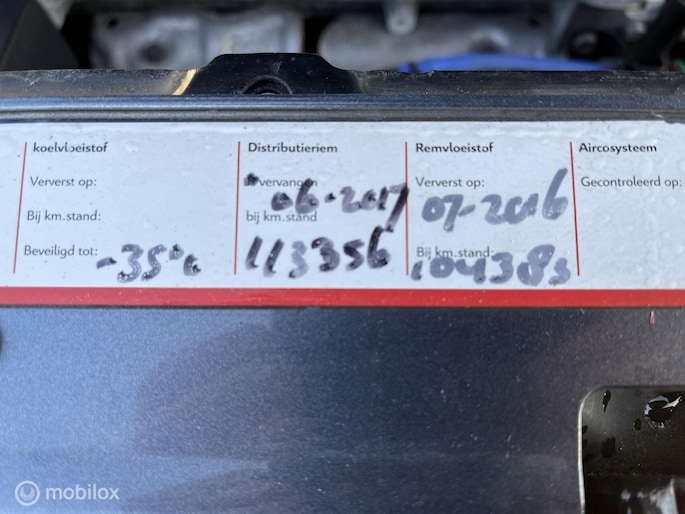 koelvloeistof
Ververst op:
Bij km.stand:
Beveiligd tot: -35°c
Distributieriem
06-2017
bij km.stand
113356
Remvloeistof
Ververst op:
07-2016
Bij km.stand:
104385
Aircosysteem
Gecontroleerd op:
mobilox